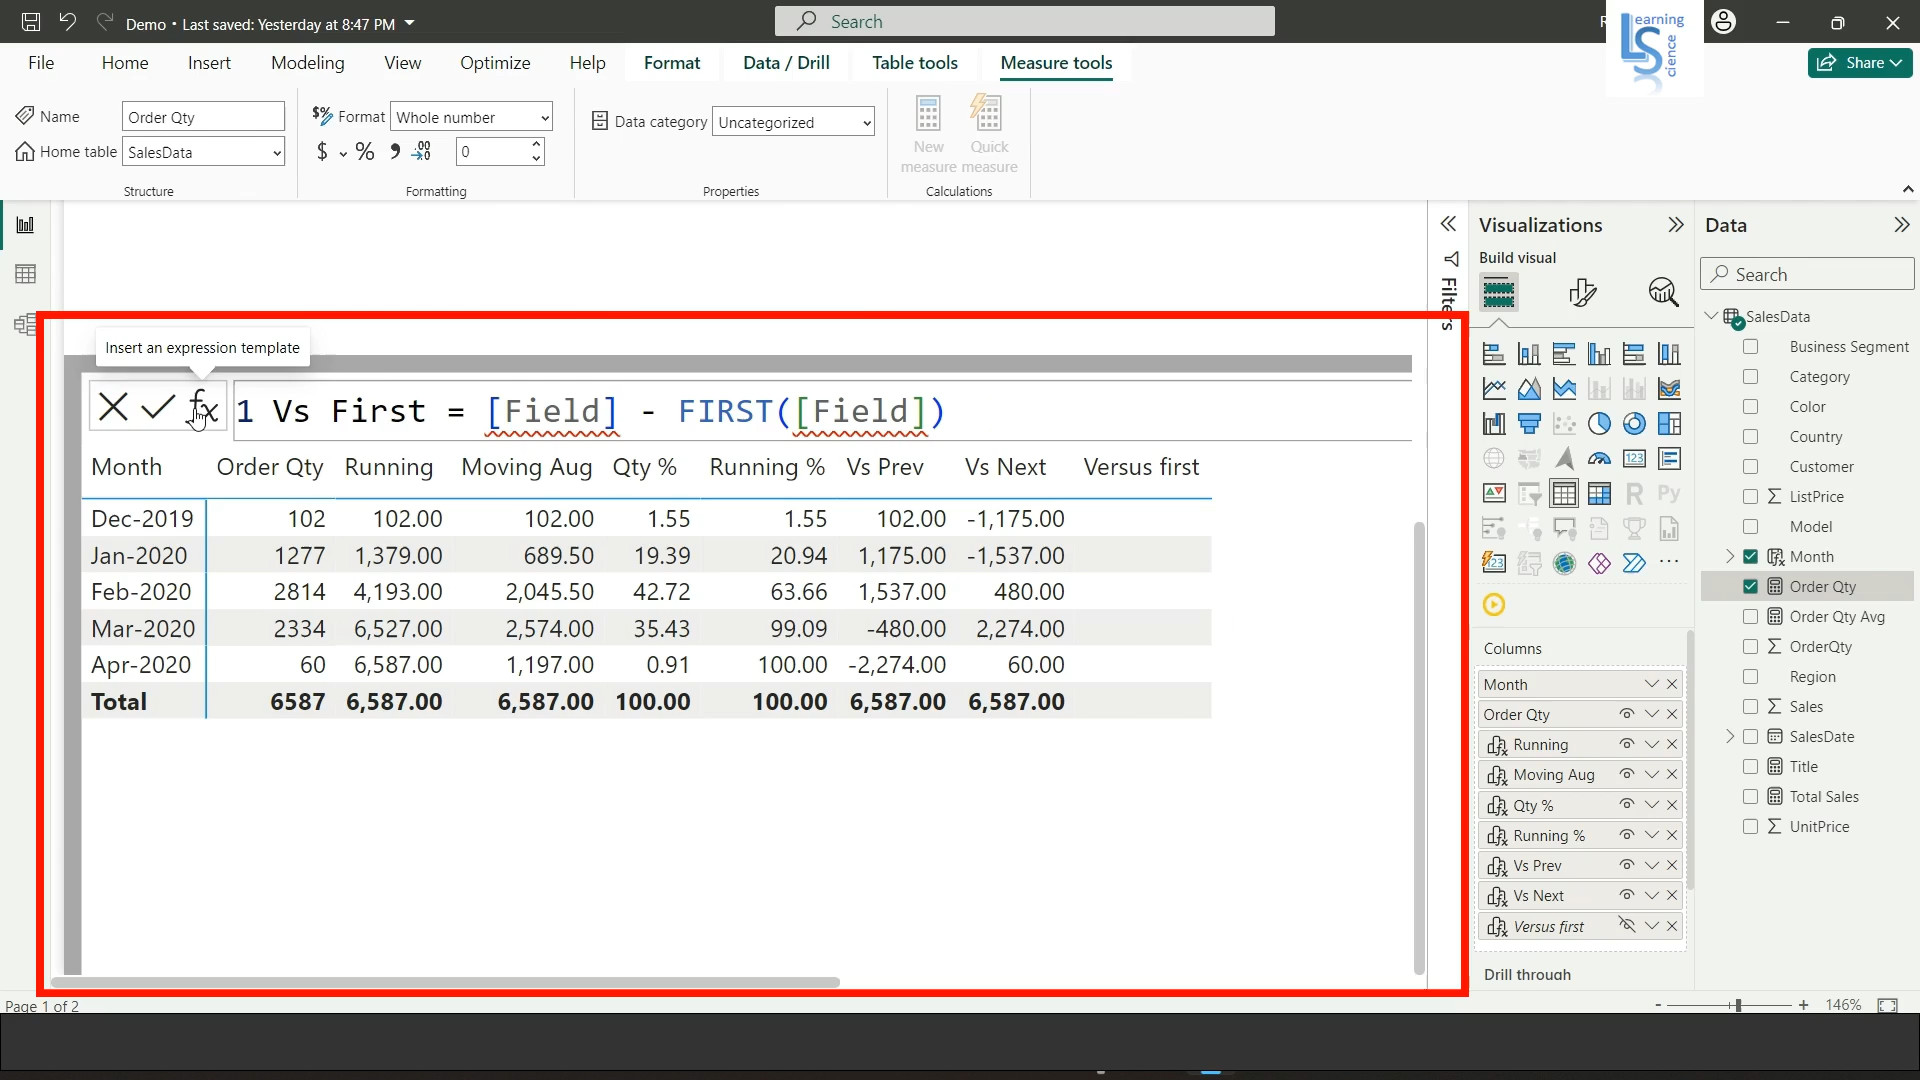 Demo • Last saved: Yesterday at 8:47 PM
Search
R
Learning
Science
File Home Insert Modeling View Optimize Help Format Data / Drill Table tools Measure tools
Share
Name Order Qty
Home table SalesData
Structure
$% Format Whole number
$ % , .00 0
Formatting
Data category Uncategorized
Properties
New measure
Quick measure
Calculations
Insert an expression template
fx 1 Vs First = [Field] - FIRST([Field])
Month Order Qty Running Moving Aug Qty % Running % Vs Prev Vs Next Versus first
Dec-2019 102 102.00 102.00 1.55 1.55 102.00 -1,175.00
Jan-2020 1277 1,379.00 689.50 19.39 20.94 1,175.00 -1,537.00
Feb-2020 2814 4,193.00 2,045.50 42.72 63.66 1,537.00 480.00
Mar-2020 2334 6,527.00 2,574.00 35.43 99.09 -480.00 2,274.00
Apr-2020 60 6,587.00 1,197.00 0.91 100.00 -2,274.00 60.00
Total 6587 6,587.00 6,587.00 100.00 100.00 6,587.00 6,587.00
Filters
Visualizations
Build visual
123
R Py
123
Columns
Month
Order Qty
Running
Moving Aug
Qty %
Running %
Vs Prev
Vs Next
Versus first
Drill through
Data
Search
SalesData
Business Segment
Category
Color
Country
Customer
ListPrice
Model
Month
Order Qty
Order Qty Avg
OrderQty
Region
Sales
SalesDate
Title
Total Sales
UnitPrice
Page 1 of 2
- + 146%